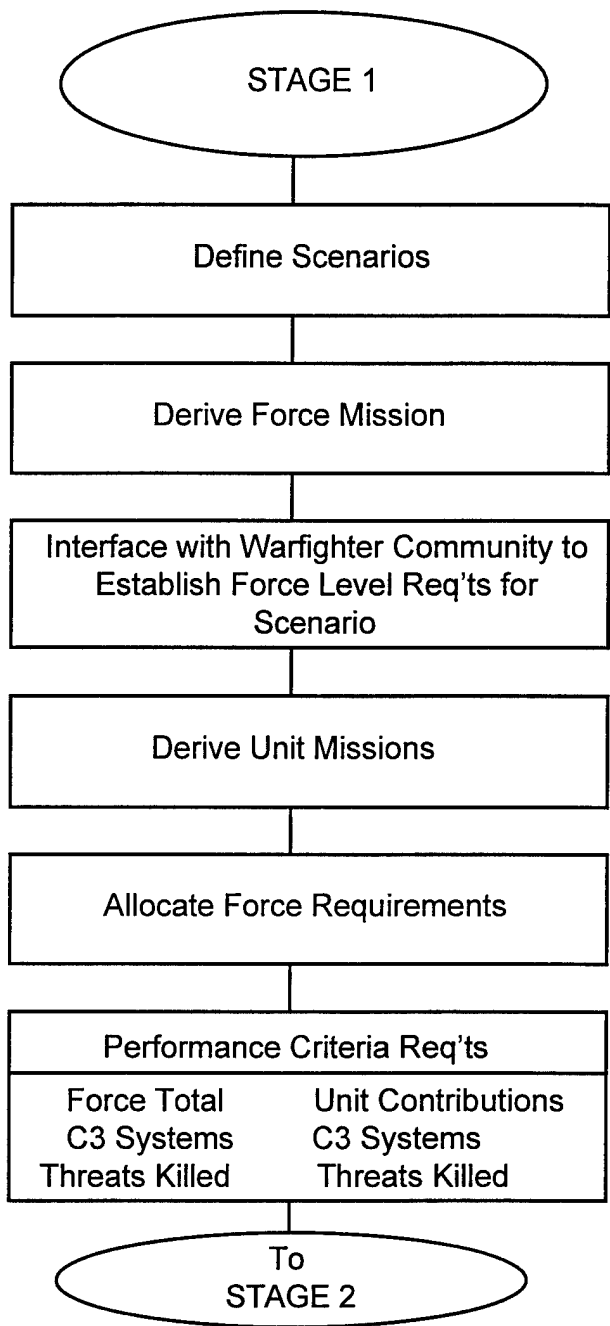 STAGE 1
Define Scenarios
Derive Force Mission
Interface with Warfighter Community to
Establish Force Level Req'ts for
Scenario
Derive Unit Missions
Allocate Force Requirements
Performance Criteria Req'ts
Force Total Unit Contributions
C3 Systems C3 Systems
Threats Killed Threats Killed
To
STAGE 2